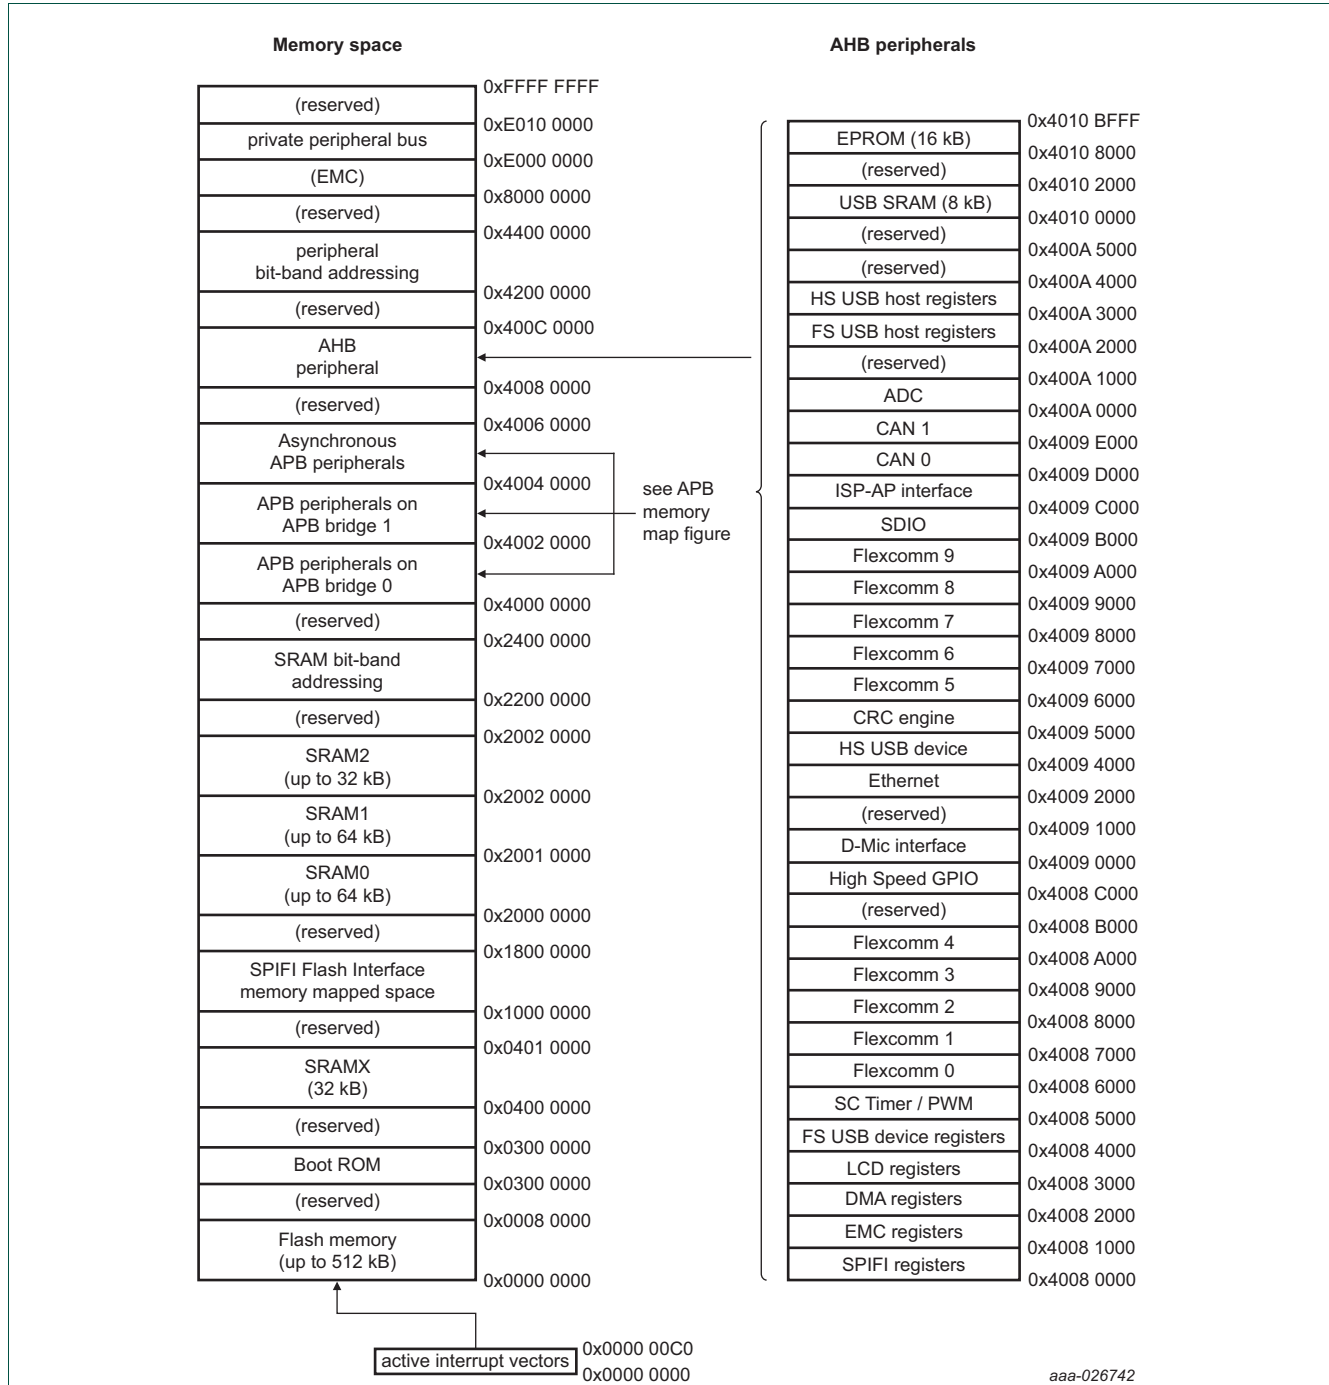 Memory space
0xFFFF FFFF
(reserved)
0xE010 0000
private peripheral bus
0xE000 0000
(EMC)
0x8000 0000
(reserved)
0x4400 0000
peripheral
bit-band addressing
0x4200 0000
(reserved)
0x400C 0000
AHB
peripheral
0x4008 0000
(reserved)
0x4006 0000
Asynchronous
APB peripherals
0x4004 0000
APB peripherals on
APB bridge 1
0x4002 0000
APB peripherals on
APB bridge 0
0x4000 0000
(reserved)
0x2400 0000
SRAM bit-band
addressing
0x2200 0000
(reserved)
0x2002 0000
SRAM2
(up to 32 kB)
0x2002 0000
SRAM1
(up to 64 kB)
0x2001 0000
SRAM0
(up to 64 kB)
0x2000 0000
(reserved)
0x1800 0000
SPIFI Flash Interface
memory mapped space
0x1000 0000
(reserved)
0x0401 0000
SRAMX
(32 kB)
0x0400 0000
(reserved)
0x0300 0000
Boot ROM
0x0300 0000
(reserved)
0x0008 0000
Flash memory
(up to 512 kB)
0x0000 0000
active interrupt vectors
0x0000 00C0
0x0000 0000
see APB
memory
map figure
AHB peripherals
0x4010 BFFF
EPROM (16 kB)
0x4010 8000
(reserved)
0x4010 2000
USB SRAM (8 kB)
0x4010 0000
(reserved)
0x400A 5000
(reserved)
0x400A 4000
HS USB host registers
0x400A 3000
FS USB host registers
0x400A 2000
(reserved)
0x400A 1000
ADC
0x400A 0000
CAN 1
0x4009 E000
CAN 0
0x4009 D000
ISP-AP interface
0x4009 C000
SDIO
0x4009 B000
Flexcomm 9
0x4009 A000
Flexcomm 8
0x4009 9000
Flexcomm 7
0x4009 8000
Flexcomm 6
0x4009 7000
Flexcomm 5
0x4009 6000
CRC engine
0x4009 5000
HS USB device
0x4009 4000
Ethernet
0x4009 2000
(reserved)
0x4009 1000
D-Mic interface
0x4009 0000
High Speed GPIO
0x4008 C000
(reserved)
0x4008 B000
Flexcomm 4
0x4008 A000
Flexcomm 3
0x4008 9000
Flexcomm 2
0x4008 8000
Flexcomm 1
0x4008 7000
Flexcomm 0
0x4008 6000
SC Timer / PWM
0x4008 5000
FS USB device registers
0x4008 4000
LCD registers
0x4008 3000
DMA registers
0x4008 2000
EMC registers
0x4008 1000
SPIFI registers
0x4008 0000
aaa-026742